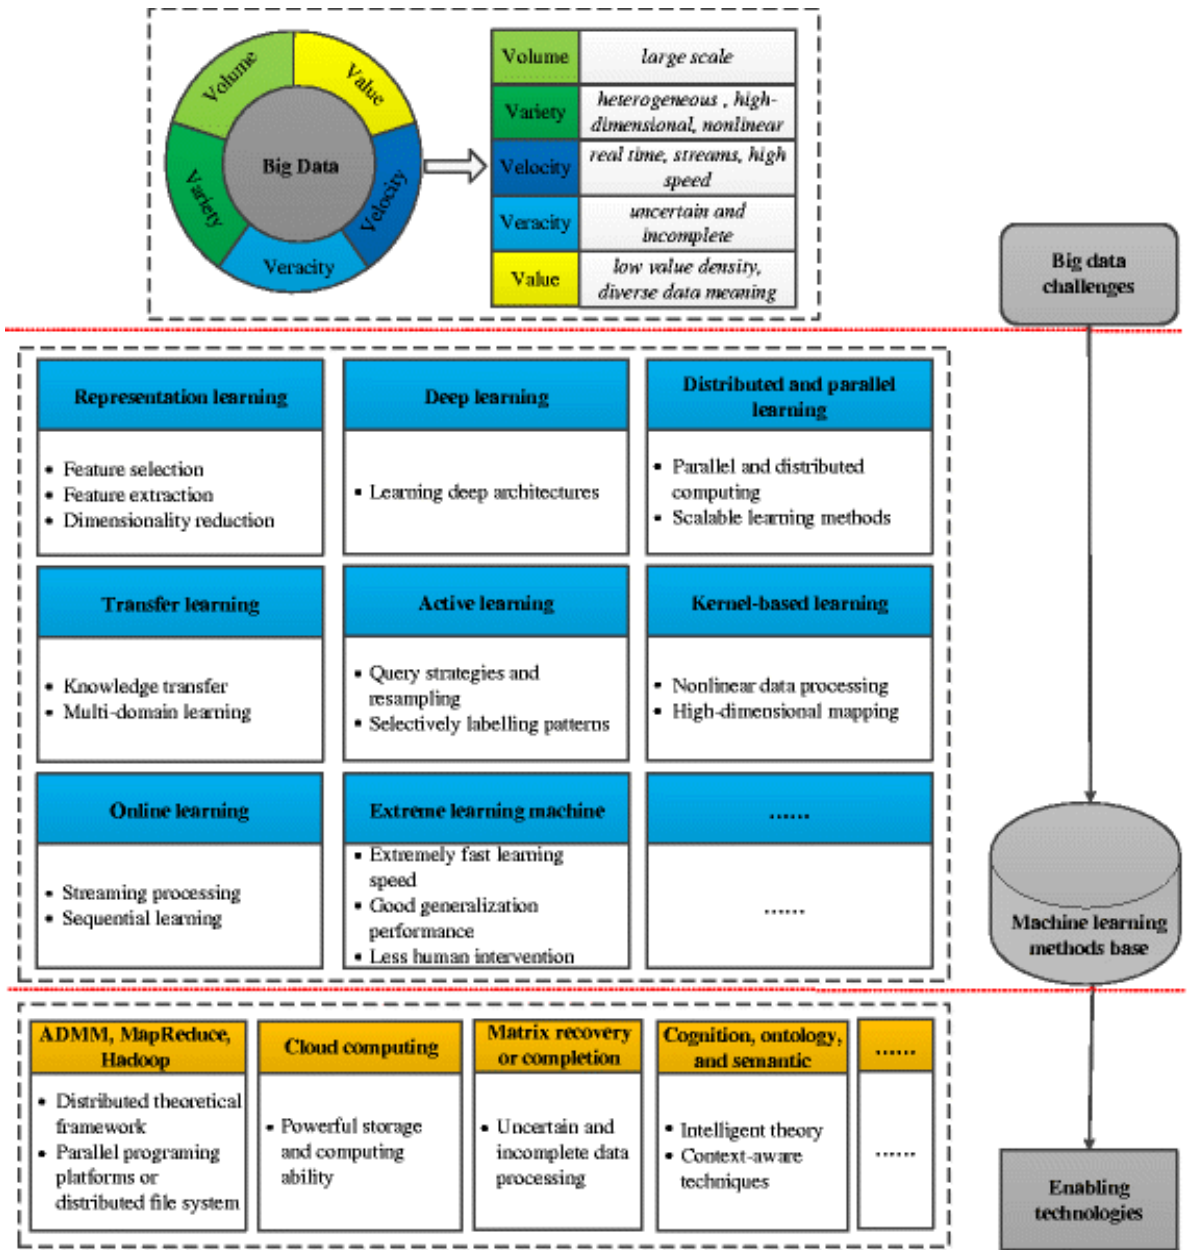 Volume
Value
Variety
Velocity
Veracity
Big Data
Volume
large scale
Variety
heterogeneous , high-
dimensional, nonlinear
Velocity
real time, streams, high
speed
Veracity
uncertain and
incomplete
Value
low value density,
diverse data meaning
Big data
challenges
Representation learning
• Feature selection
• Feature extraction
• Dimensionality reduction
Deep learning
• Learning deep architectures
Distributed and parallel
learning
• Parallel and distributed
computing
• Scalable learning methods
Transfer learning
• Knowledge transfer
• Multi-domain learning
Active learning
• Query strategies and
resampling
• Selectively labelling patterns
Kernel-based learning
• Nonlinear data processing
• High-dimensional mapping
Online learning
• Streaming processing
• Sequential learning
Extreme learning machine
• Extremely fast learning
speed
• Good generalization
performance
• Less human intervention
......
......
Machine learning
methods base
ADMM, MapReduce,
Hadoop
• Distributed theoretical
framework
• Parallel programing
platforms or
distributed file system
Cloud computing
• Powerful storage
and computing
ability
Matrix recovery
or completion
• Uncertain and
incomplete data
processing
Cognition, ontology,
and semantic
• Intelligent theory
• Context-aware
techniques
......
......
Enabling
technologies